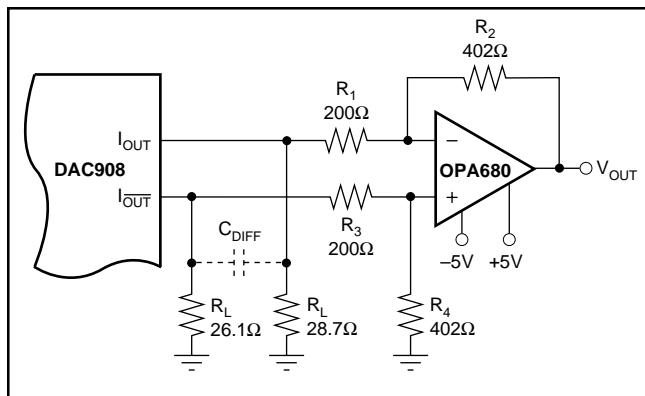 R2
402Ω
R1
200Ω
IOUT
DAC908
IOUT
CDIFF
R3
200Ω
–
OPA680
+
VOUT
–5V +5V
RL
26.1Ω
RL
28.7Ω
R4
402Ω